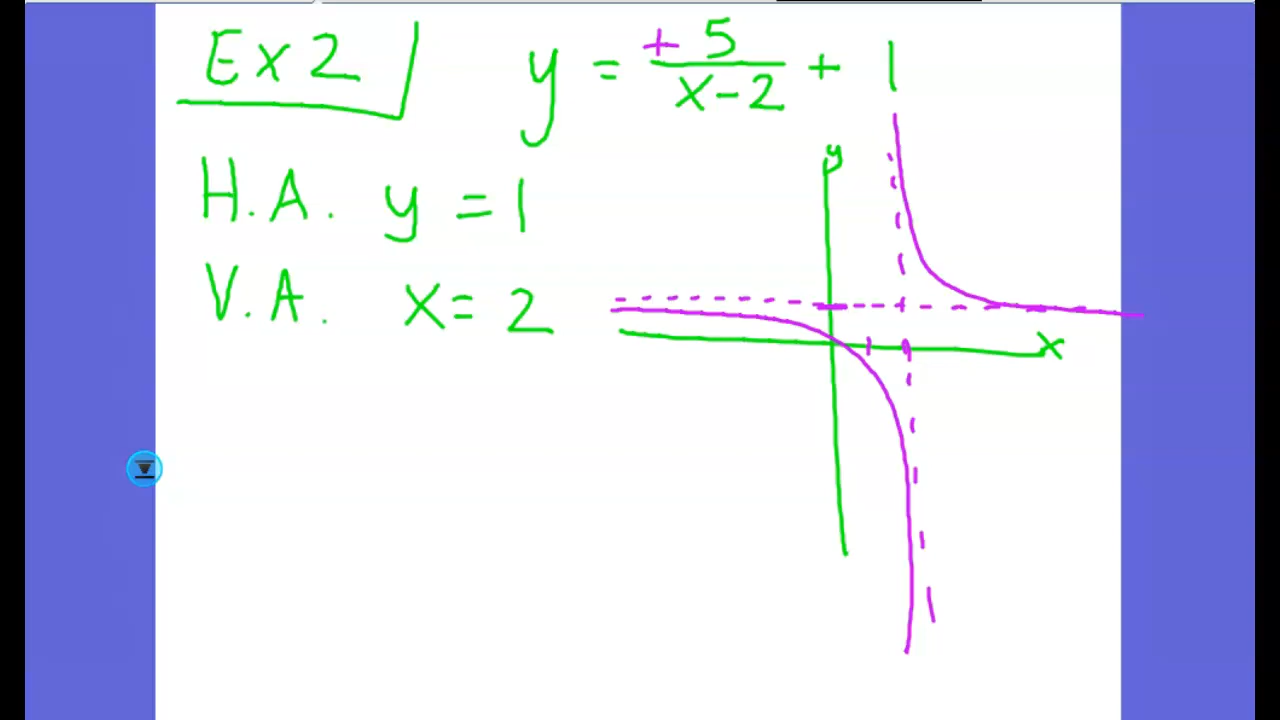 Ex 2
y = +5/(x-2) + 1
H.A. y = 1
V.A. x = 2
y
x